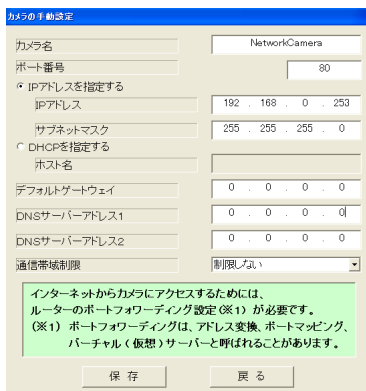 カメラの手動設定
カメラ名 NetworkCamera
ポート番号 80
IPアドレスを指定する
IPアドレス 192 . 168 . 0 . 253
サブネットマスク 255 . 255 . 255 . 0
DHCPを指定する
ホスト名
デフォルトゲートウェイ 0 . 0 . 0 . 0
DNSサーバーアドレス1 0 . 0 . 0 . 0
DNSサーバーアドレス2 0 . 0 . 0 . 0
通信帯域制限 制限しない
インターネットからカメラにアクセスするためには、
ルーターのポートフォワーディング設定(※1)が必要です。
(※1) ポートフォワーディングは、アドレス変換、ポートマッピング、
バーチャル(仮想)サーバーと呼ばれることがあります。
保存 戻る